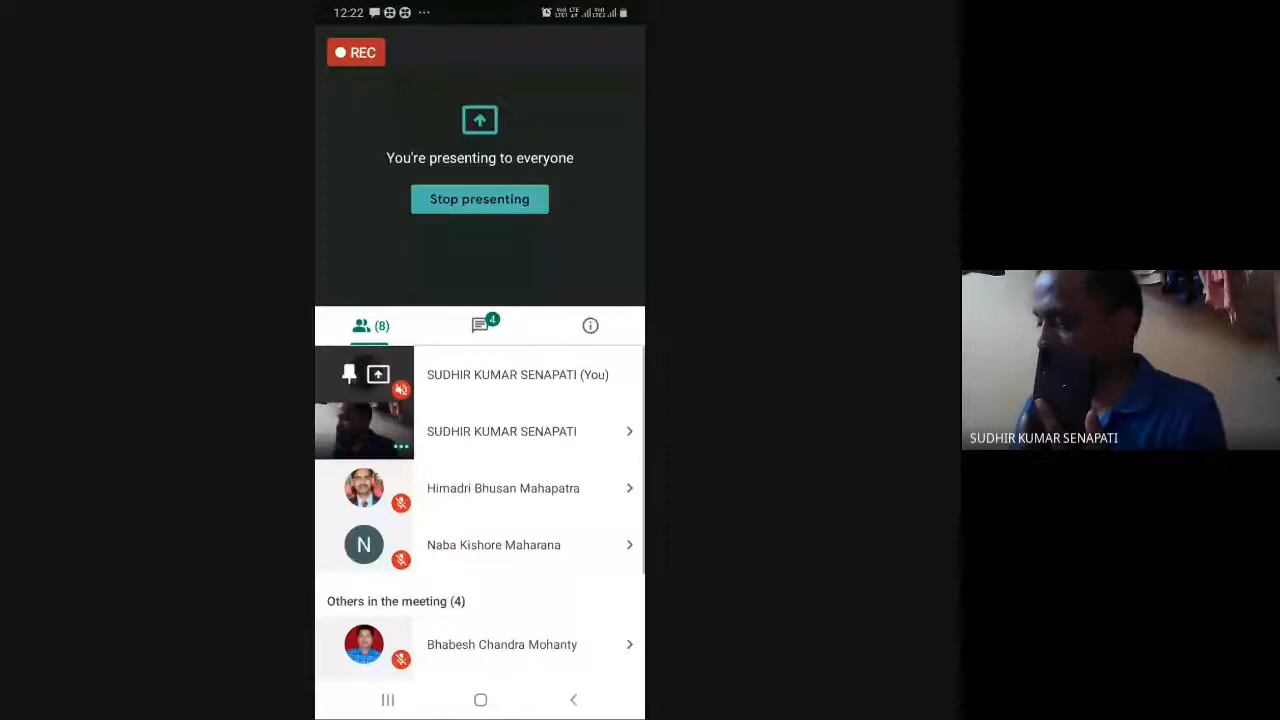 12:22
REC
You're presenting to everyone
Stop presenting
(8)
4
SUDHIR KUMAR SENAPATI (You)
SUDHIR KUMAR SENAPATI
Himadri Bhusan Mahapatra
N
Naba Kishore Maharana
Others in the meeting (4)
Bhabesh Chandra Mohanty
SUDHIR KUMAR SENAPATI